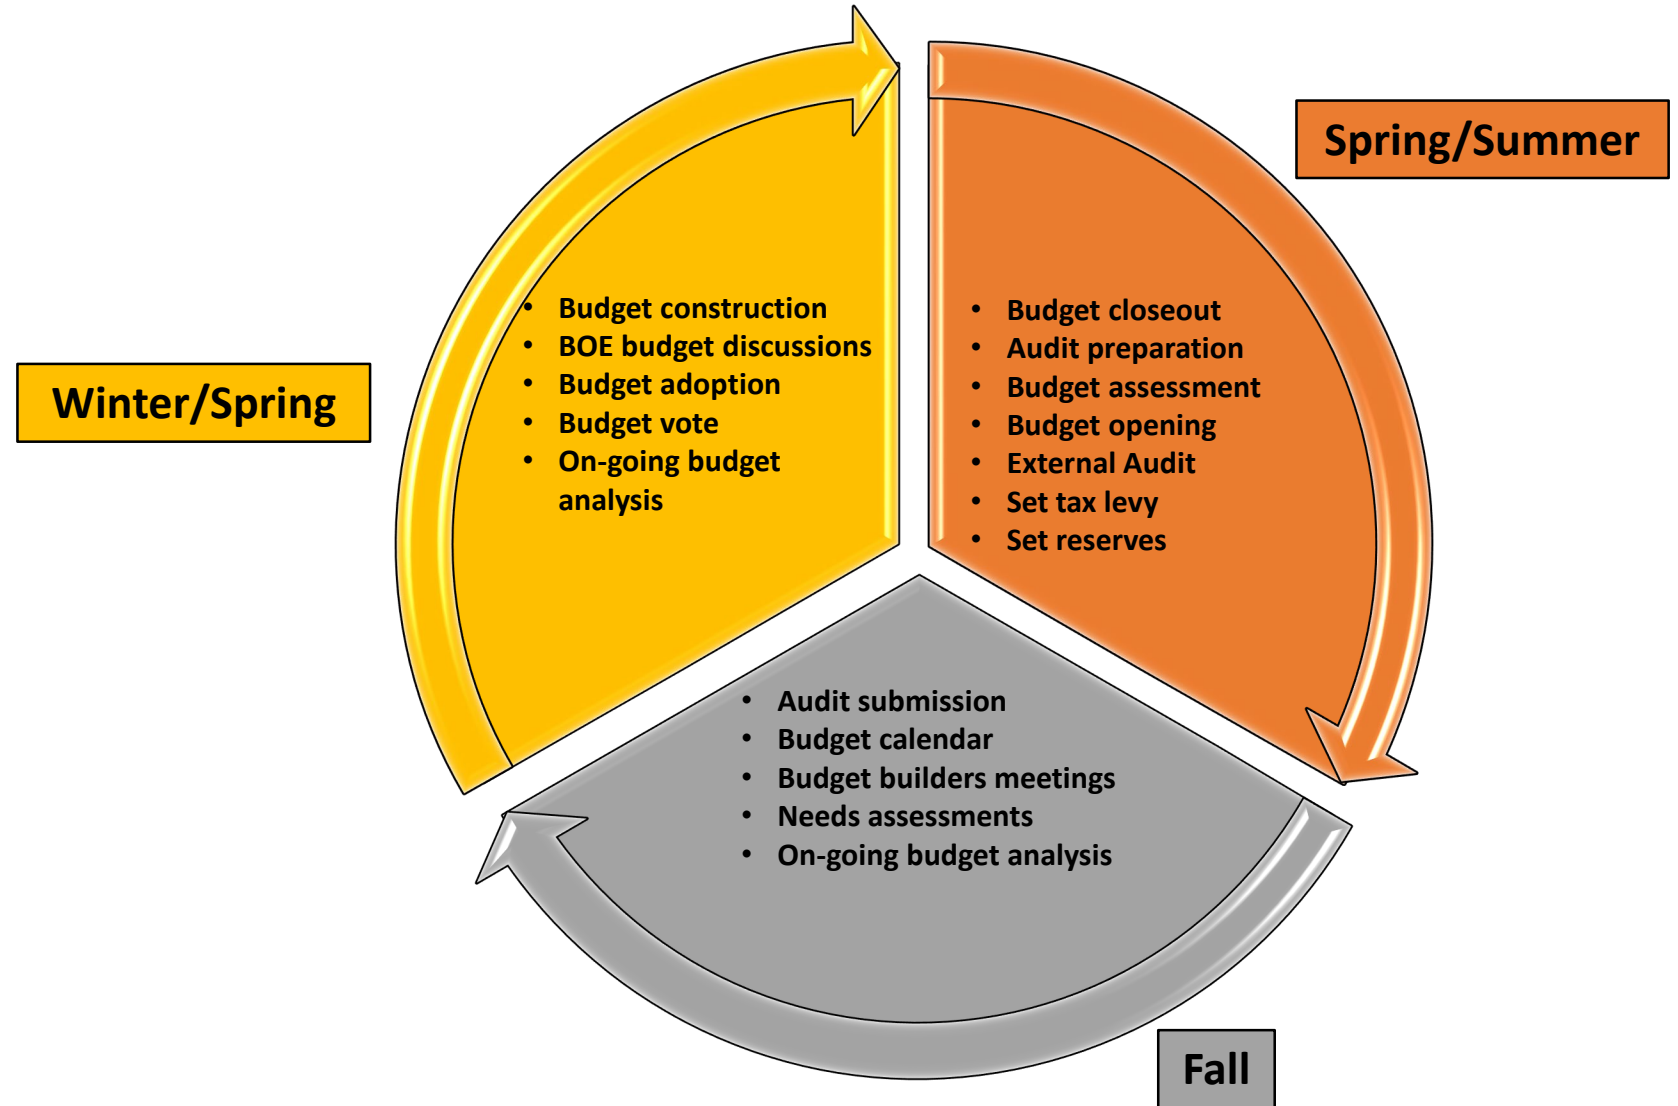 Spring/Summer
• Budget closeout
• Audit preparation
• Budget assessment
• Budget opening
• External Audit
• Set tax levy
• Set reserves
Fall
• Audit submission
• Budget calendar
• Budget builders meetings
• Needs assessments
• On-going budget analysis
Winter/Spring
• Budget construction
• BOE budget discussions
• Budget adoption
• Budget vote
• On-going budget
analysis